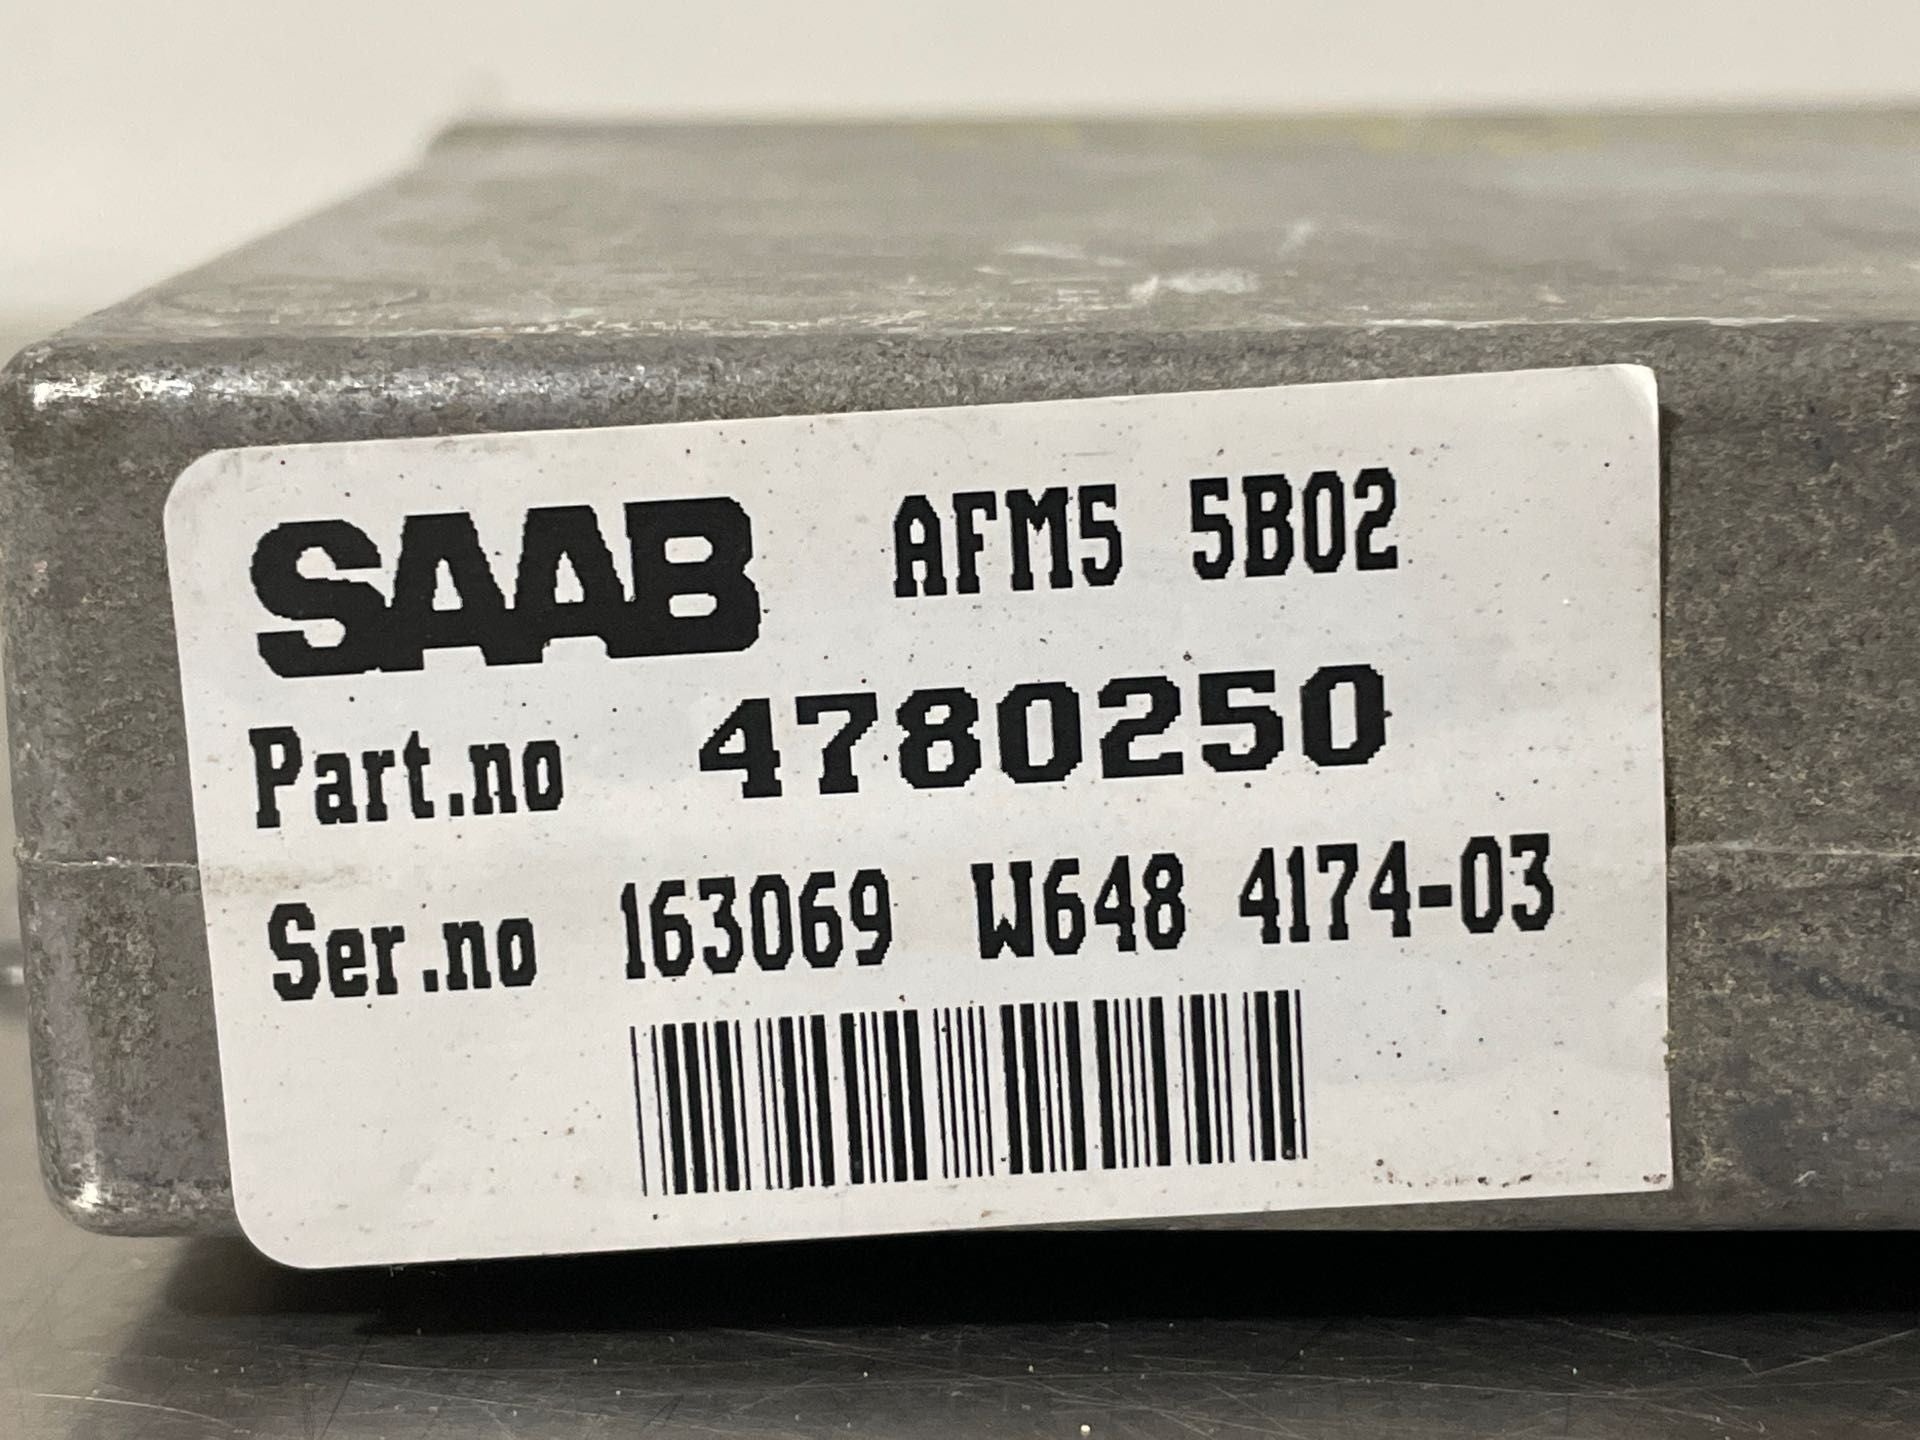 SAAB AFM5 5B02
Part.no 4780250
Ser.no 163069 W648 4174-03